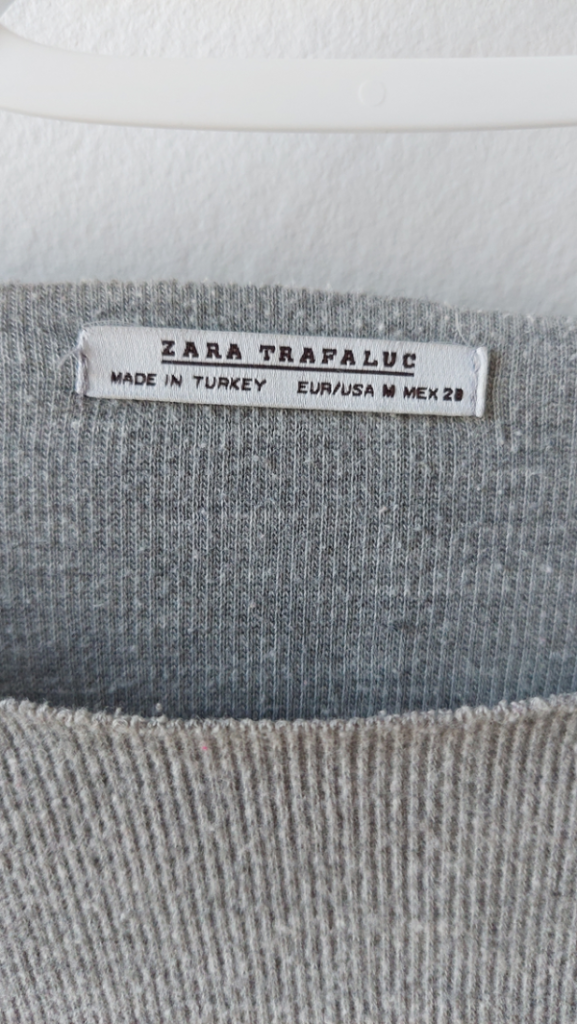 ZARA TRAFALUC
MADE IN TURKEY EUR/USA M MEX 28